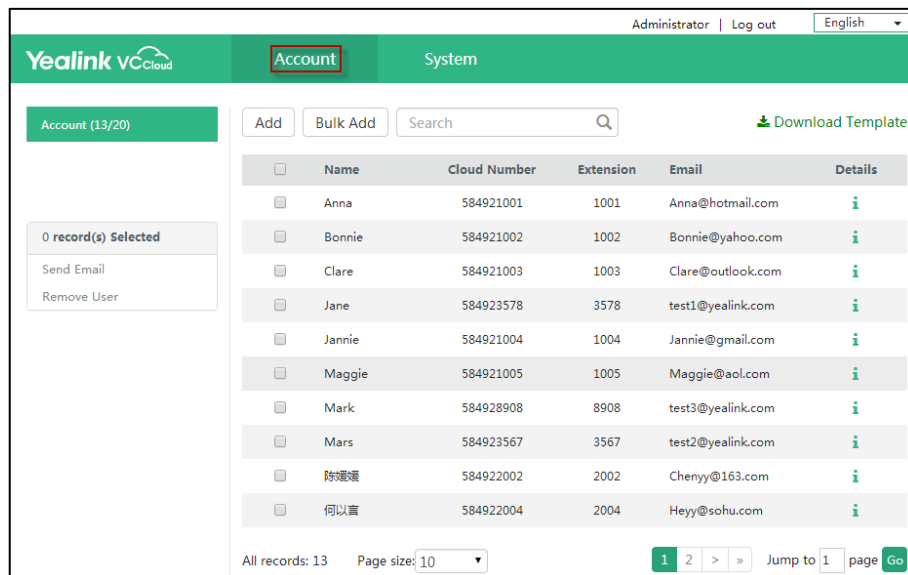 Administrator | Log out English
Yealink VCCloud Account System
Account (13/20)
Add Bulk Add Search Download Template
Name Cloud Number Extension Email Details
Anna 584921001 1001 Anna@hotmail.com
0 record(s) Selected
Bonnie 584921002 1002 Bonnie@yahoo.com
Send Email
Clare 584921003 1003 Clare@outlook.com
Remove User
Jane 584923578 3578 test1@yealink.com
Jannie 584921004 1004 Jannie@gmail.com
Maggie 584921005 1005 Maggie@aol.com
Mark 584928908 8908 test3@yealink.com
Mars 584923567 3567 test2@yealink.com
陈媛媛 584922002 2002 Chenyy@163.com
何以言 584922004 2004 Heyy@sohu.com
All records: 13 Page size: 10 1 2 > » Jump to 1 page Go